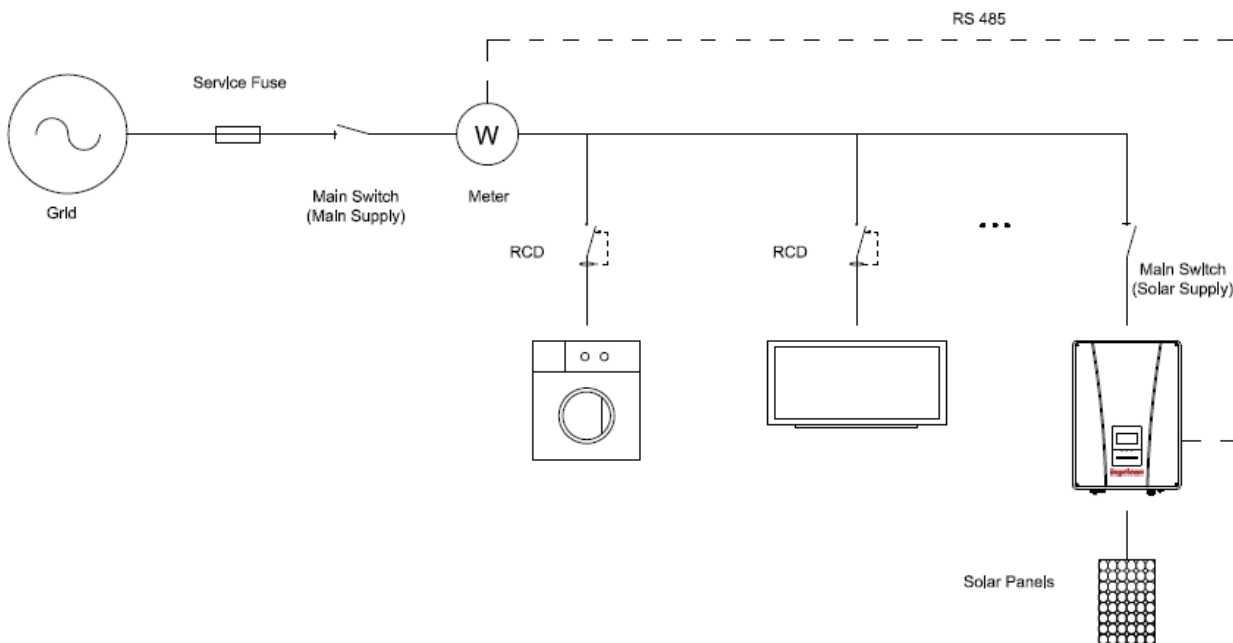 RS 485
Service Fuse
W
Main Switch
(Main Supply)
Meter
Grid
RCD
RCD
Main Switch
(Solar Supply)
Solar Panels